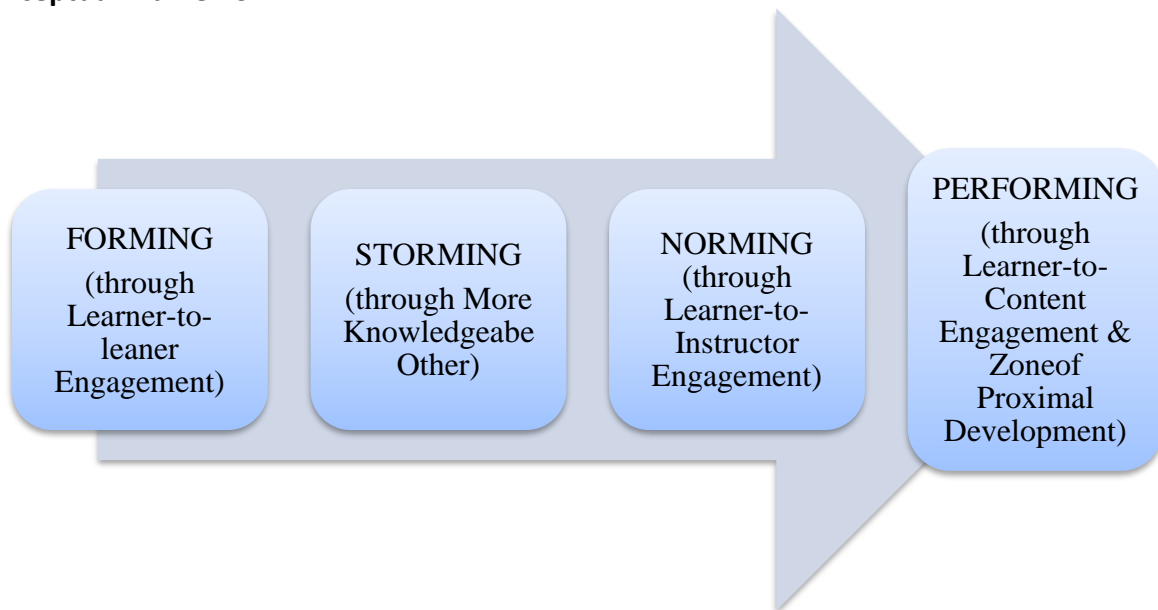 FORMING
(through
Learner-to-
leaner
Engagement)
STORMING
(through More
Knowledgeabe
Other)
NORMING
(through
Learner-to-
Instructor
Engagement)
PERFORMING
(through
Learner-to-
Content
Engagement &
Zoneof
Proximal
Development)